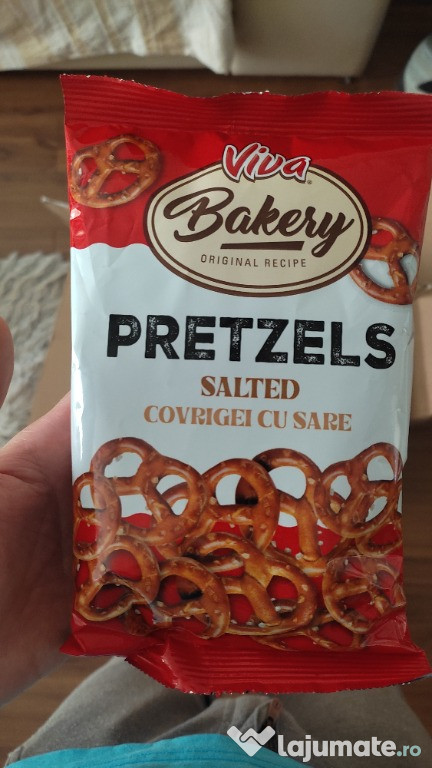 Viva
Bakery
ORIGINAL RECIPE
PRETZELS
SALTED
COVRIGEI CU SARE
lajumate.ro